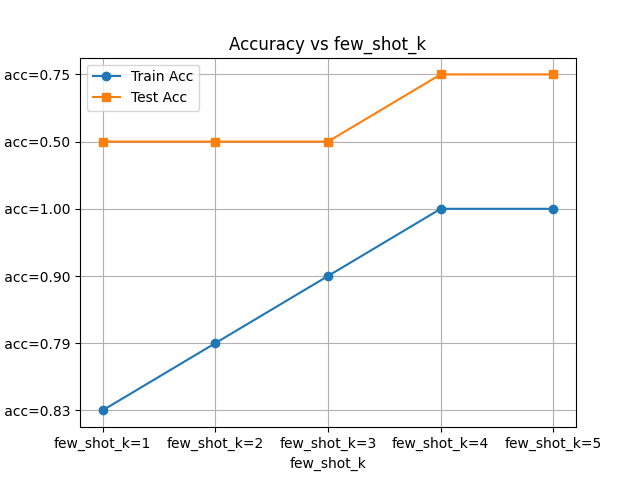 Accuracy vs few_shot_k
Train Acc
Test Acc
acc=0.75
acc=0.50
acc=1.00
acc=0.90
acc=0.79
acc=0.83
few_shot_k=1 few_shot_k=2 few_shot_k=3 few_shot_k=4 few_shot_k=5
few_shot_k